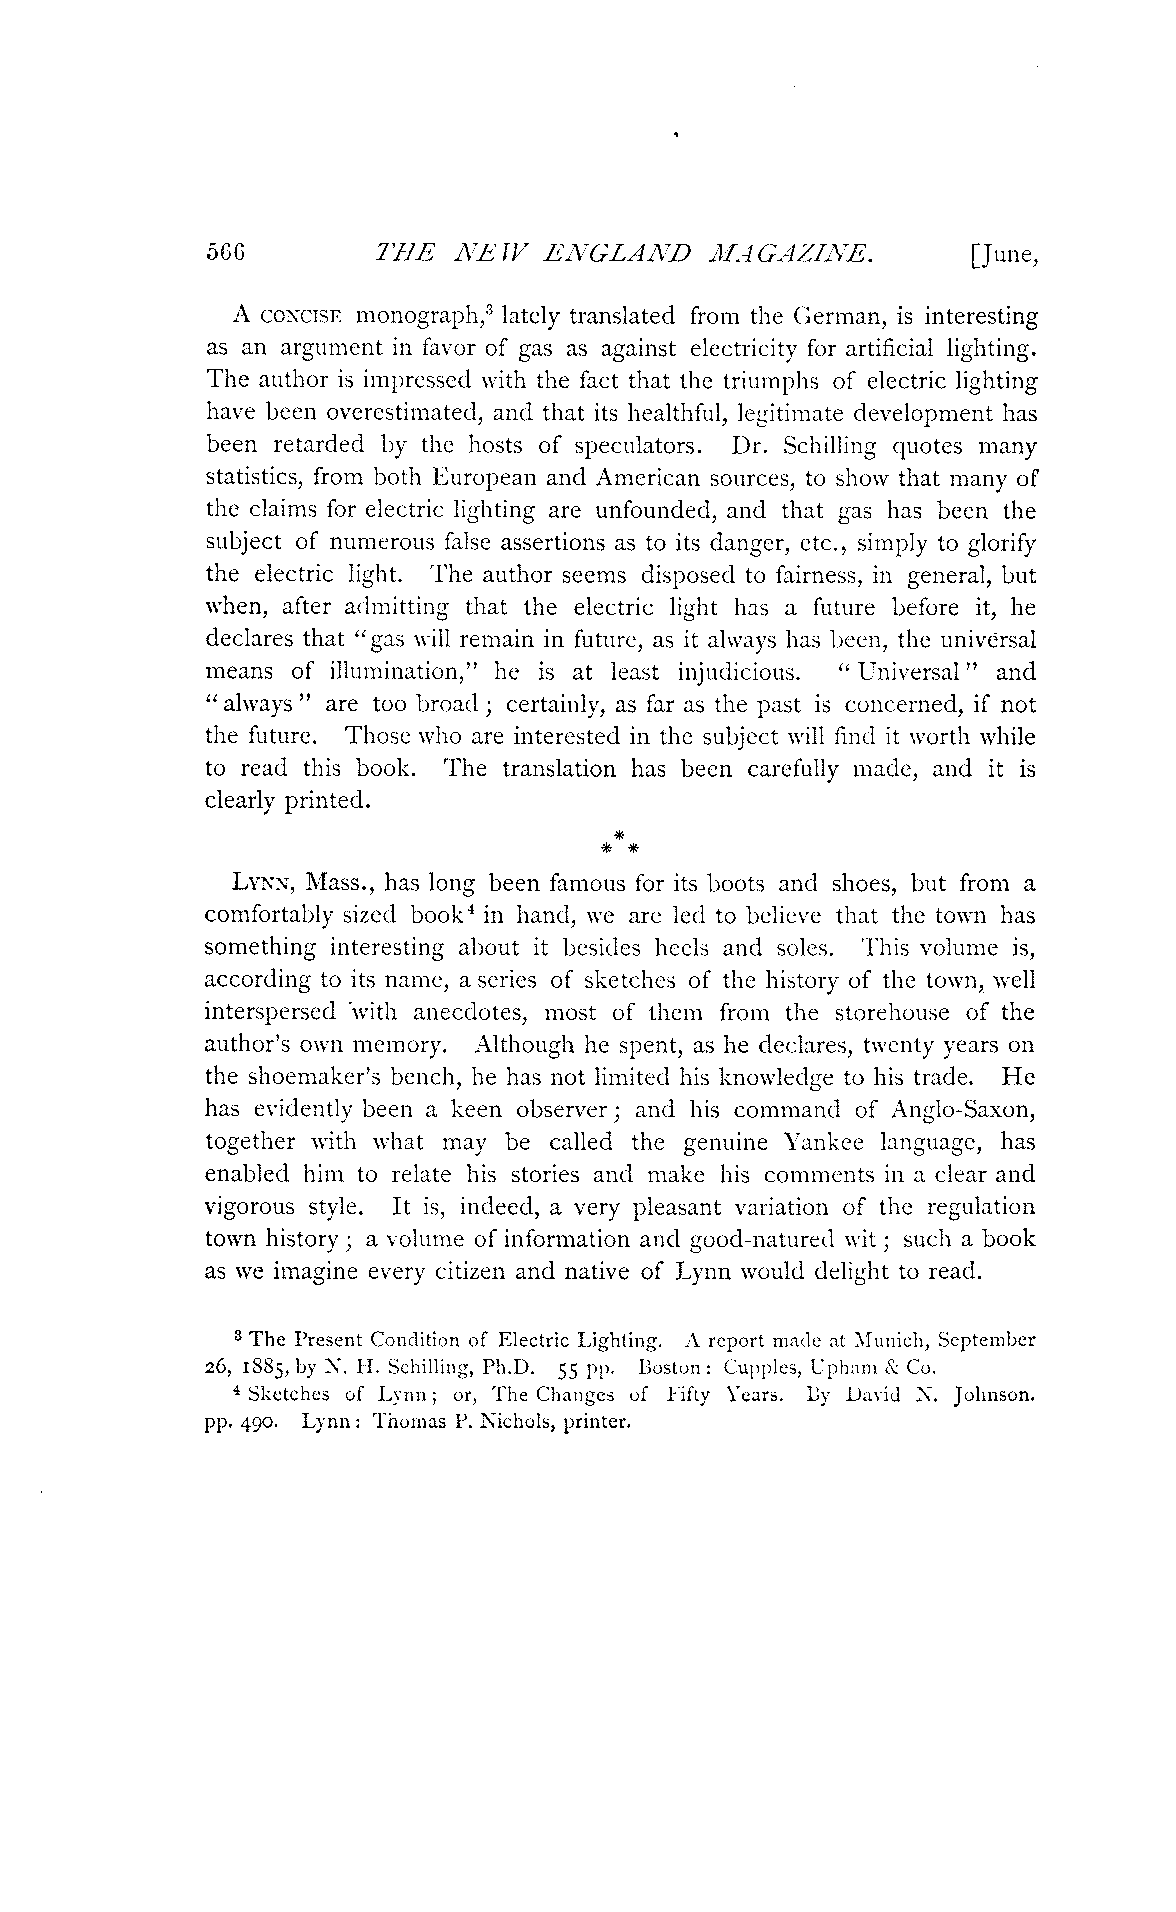 566 THE NEW ENGLAND MAGAZINE. [June,
A CONCISE monograph,³ lately translated from the German, is interesting
as an argument in favor of gas as against electricity for artificial lighting.
The author is impressed with the fact that the triumphs of electric lighting
have been overestimated, and that its healthful, legitimate development has
been retarded by the hosts of speculators. Dr. Schilling quotes many
statistics, from both European and American sources, to show that many of
the claims for electric lighting are unfounded, and that gas has been the
subject of numerous false assertions as to its danger, etc., simply to glorify
the electric light. The author seems disposed to fairness, in general, but
when, after admitting that the electric light has a future before it, he
declares that "gas will remain in future, as it always has been, the universal
means of illumination," he is at least injudicious. "Universal" and
"always" are too broad; certainly, as far as the past is concerned, if not
the future. Those who are interested in the subject will find it worth while
to read this book. The translation has been carefully made, and it is
clearly printed.
* * *
LYNN, Mass., has long been famous for its boots and shoes, but from a
comfortably sized book⁴ in hand, we are led to believe that the town has
something interesting about it besides heels and soles. This volume is,
according to its name, a series of sketches of the history of the town, well
interspersed with anecdotes, most of them from the storehouse of the
author's own memory. Although he spent, as he declares, twenty years on
the shoemaker's bench, he has not limited his knowledge to his trade. He
has evidently been a keen observer; and his command of Anglo-Saxon,
together with what may be called the genuine Yankee language, has
enabled him to relate his stories and make his comments in a clear and
vigorous style. It is, indeed, a very pleasant variation of the regulation
town history; a volume of information and good-natured wit; such a book
as we imagine every citizen and native of Lynn would delight to read.
³ The Present Condition of Electric Lighting. A report made at Munich, September
26, 1885, by N. H. Schilling, Ph.D. 55 pp. Boston: Cupples, Upham & Co.
⁴ Sketches of Lynn; or, The Changes of Fifty Years. By David N. Johnson.
pp. 490. Lynn: Thomas P. Nichols, printer.